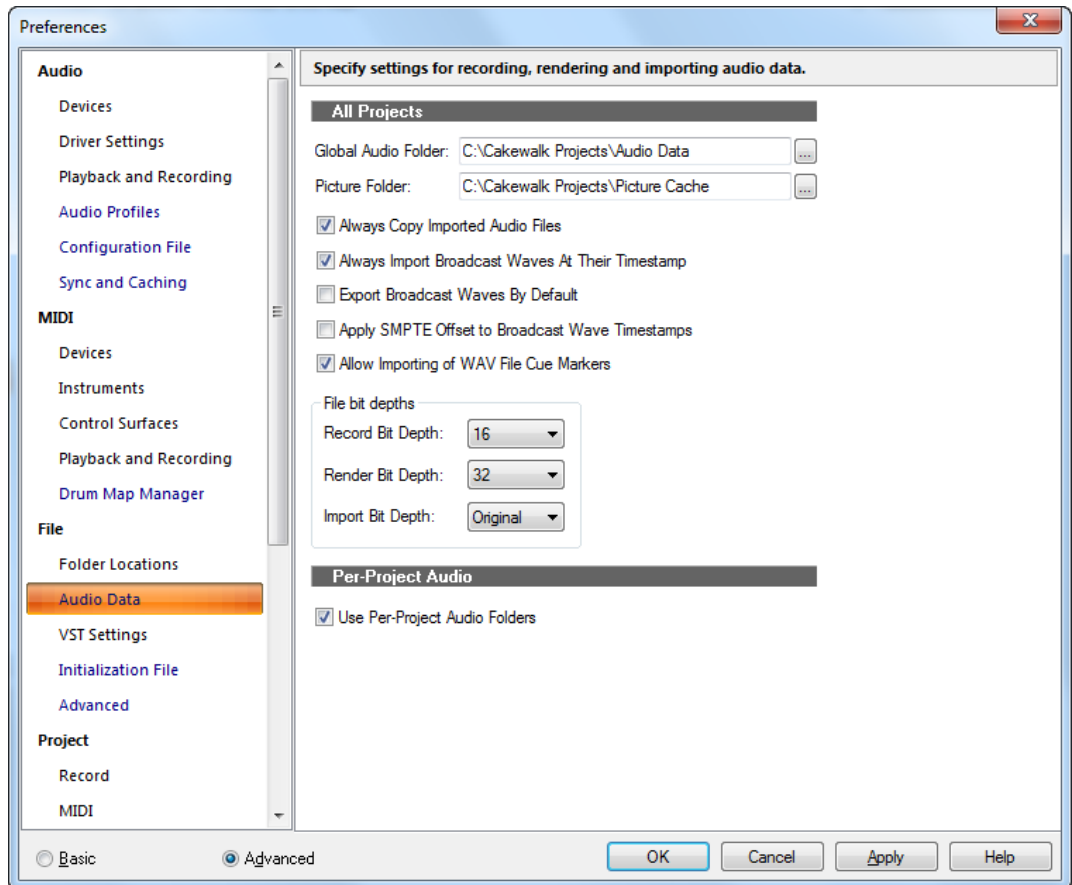 Preferences
Audio
Devices
Driver Settings
Playback and Recording
Audio Profiles
Configuration File
Sync and Caching
MIDI
Devices
Instruments
Control Surfaces
Playback and Recording
Drum Map Manager
File
Folder Locations
Audio Data
VST Settings
Initialization File
Advanced
Project
Record
MIDI
Specify settings for recording, rendering and importing audio data.
All Projects
Global Audio Folder: C:\Cakewalk Projects\Audio Data ...
Picture Folder: C:\Cakewalk Projects\Picture Cache ...
Always Copy Imported Audio Files
Always Import Broadcast Waves At Their Timestamp
Export Broadcast Waves By Default
Apply SMPTE Offset to Broadcast Wave Timestamps
Allow Importing of WAV File Cue Markers
File bit depths
Record Bit Depth: 16
Render Bit Depth: 32
Import Bit Depth: Original
Per-Project Audio
Use Per-Project Audio Folders
Basic Advanced OK Cancel Apply Help